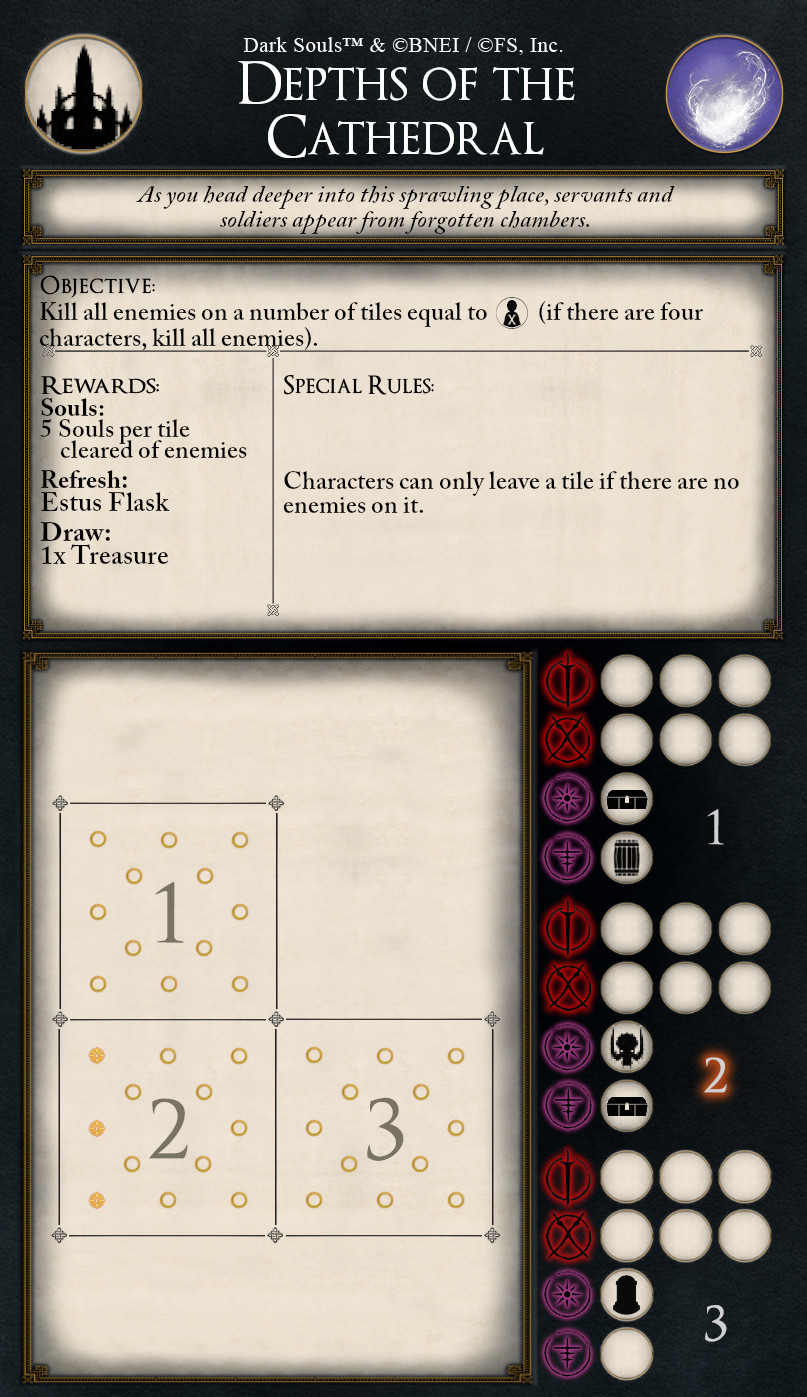 Dark Souls™ & ©BNEI / ©FS, Inc.
Depths of the
Cathedral
As you head deeper into this sprawling place, servants and
soldiers appear from forgotten chambers.
Objective:
Kill all enemies on a number of tiles equal to X (if there are four
characters, kill all enemies).
Rewards:
Souls:
5 Souls per tile
cleared of enemies
Refresh:
Estus Flask
Draw:
1x Treasure
Special Rules:
Characters can only leave a tile if there are no
enemies on it.
1
2
3
1
2
3